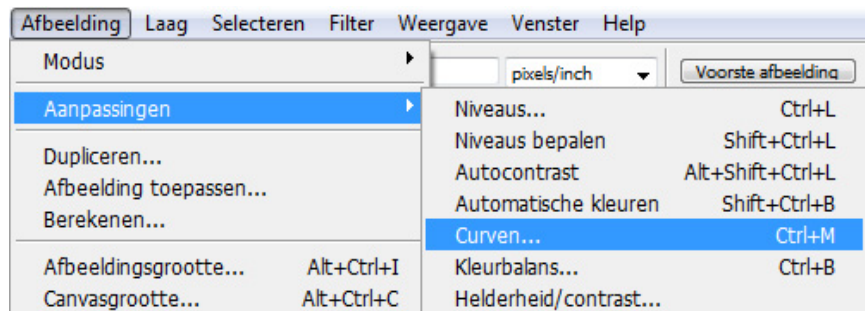 Afbeelding Laag Selecteren Filter Weergave Venster Help
Modus
pixels/inch Voorste afbeelding
Aanpassingen
Dupliceren...
Afbeelding toepassen...
Berekenen...
Afbeeldingsgrootte... Alt+Ctrl+I
Canvasgrootte... Alt+Ctrl+C
Niveaus... Ctrl+L
Niveaus bepalen Shift+Ctrl+L
Autocontrast Alt+Shift+Ctrl+L
Automatische kleuren Shift+Ctrl+B
Curven... Ctrl+M
Kleurbalans... Ctrl+B
Helderheid/contrast...